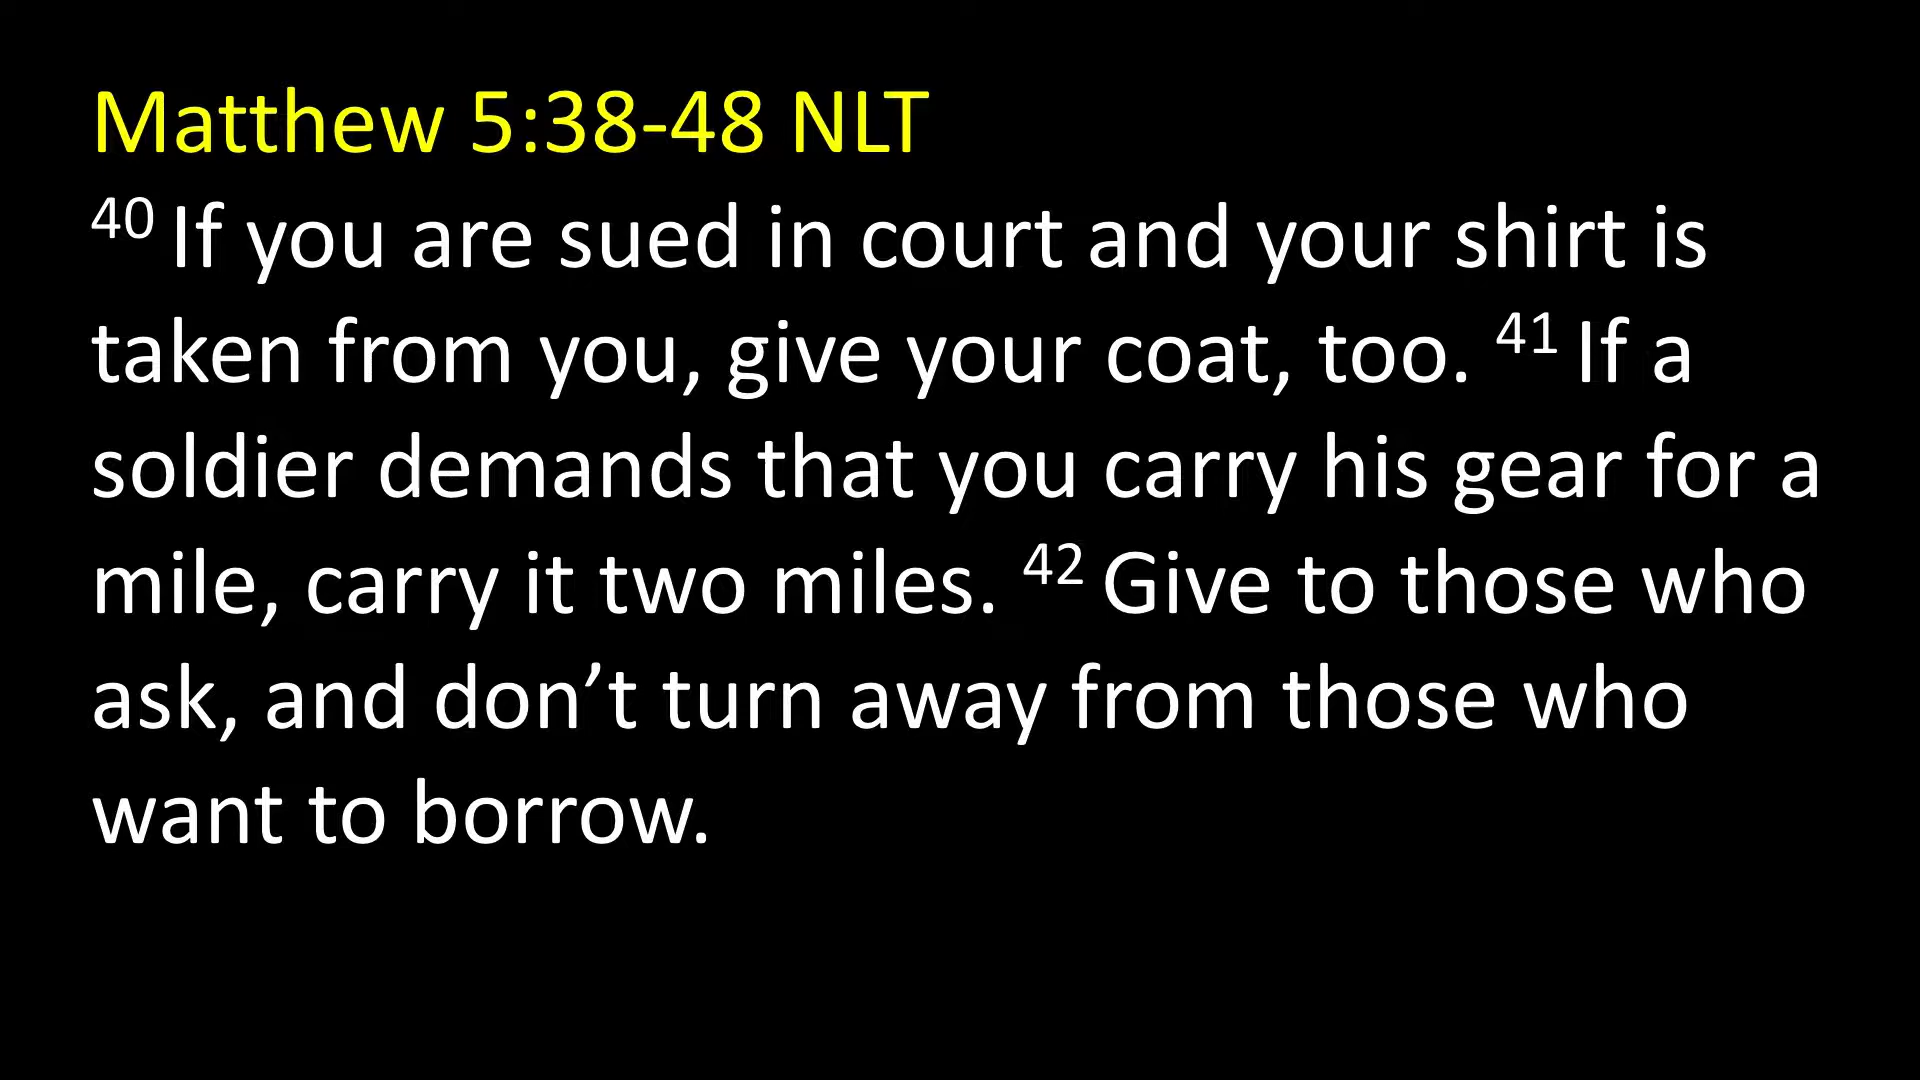 Matthew 5:38-48 NLT
40 If you are sued in court and your shirt is
taken from you, give your coat, too. 41 If a
soldier demands that you carry his gear for a
mile, carry it two miles. 42 Give to those who
ask, and don’t turn away from those who
want to borrow.